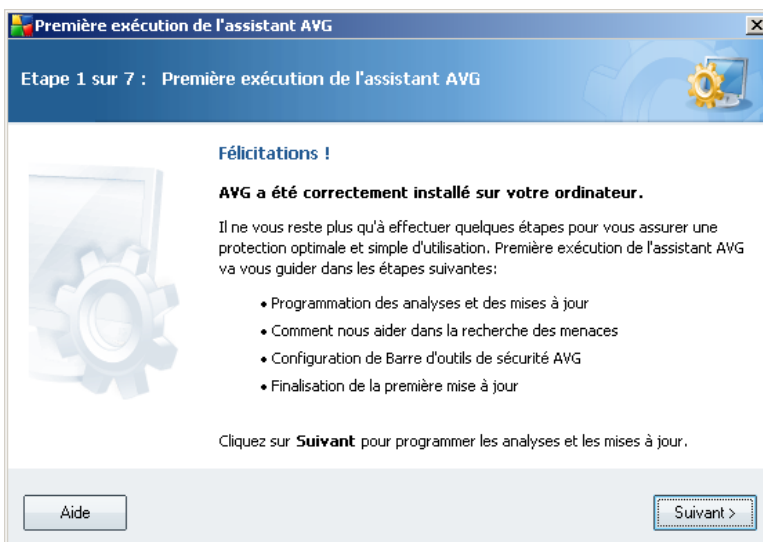 Première exécution de l'assistant AVG
Etape 1 sur 7 : Première exécution de l'assistant AVG
Félicitations !
AVG a été correctement installé sur votre ordinateur.
Il ne vous reste plus qu'à effectuer quelques étapes pour vous assurer une
protection optimale et simple d'utilisation. Première exécution de l'assistant AVG
va vous guider dans les étapes suivantes:
• Programmation des analyses et des mises à jour
• Comment nous aider dans la recherche des menaces
• Configuration de Barre d'outils de sécurité AVG
• Finalisation de la première mise à jour
Cliquez sur Suivant pour programmer les analyses et les mises à jour.
Aide
Suivant >